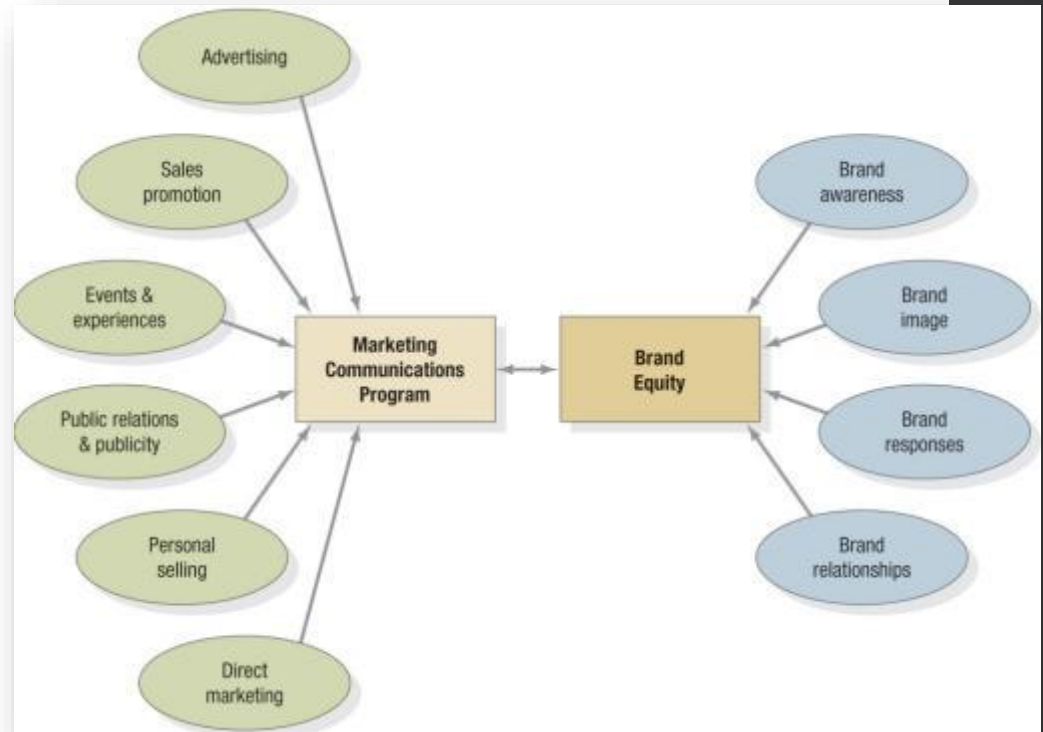 Advertising
Sales
promotion
Events &
experiences
Public relations
& publicity
Personal
selling
Direct
marketing
Marketing
Communications
Program
Brand
Equity
Brand
awareness
Brand
image
Brand
responses
Brand
relationships